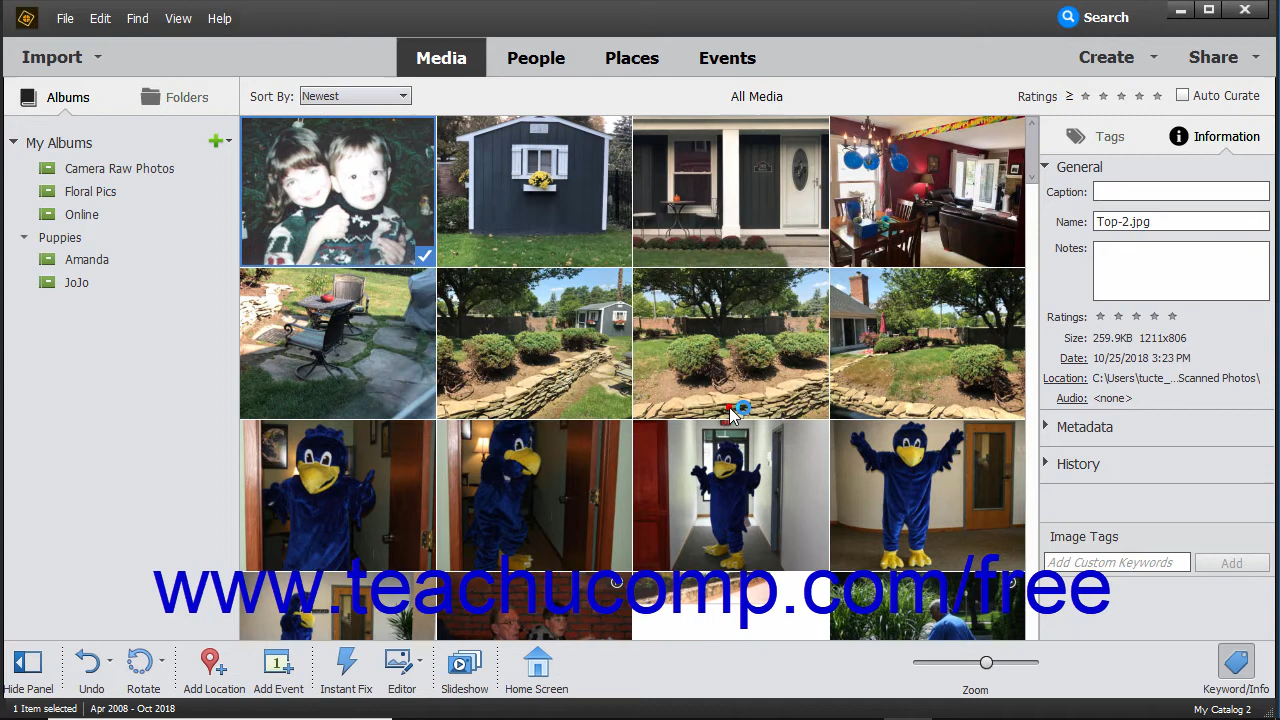 File Edit Find View Help Search
Import Media People Places Events Create Share
Albums Folders Sort By: Newest All Media Ratings ≥ Auto Curate
My Albums
Camera Raw Photos
Floral Pics
Online
Puppies
Amanda
JoJo
Tags Information
General
Caption:
Name: Top-2.jpg
Notes:
Ratings:
Size: 259.9KB 1211x806
Date: 10/25/2018 3:23 PM
Location: C:\Users\tucte_...Scanned Photos\
Audio: <none>
Metadata
History
Image Tags
Add Custom Keywords Add
www.teachucomp.com/free
Hide Panel Undo Rotate Add Location 1 Add Event Instant Fix Editor Slideshow Home Screen Zoom Keyword/Info
1 Item selected Apr 2008 - Oct 2018 My Catalog 2